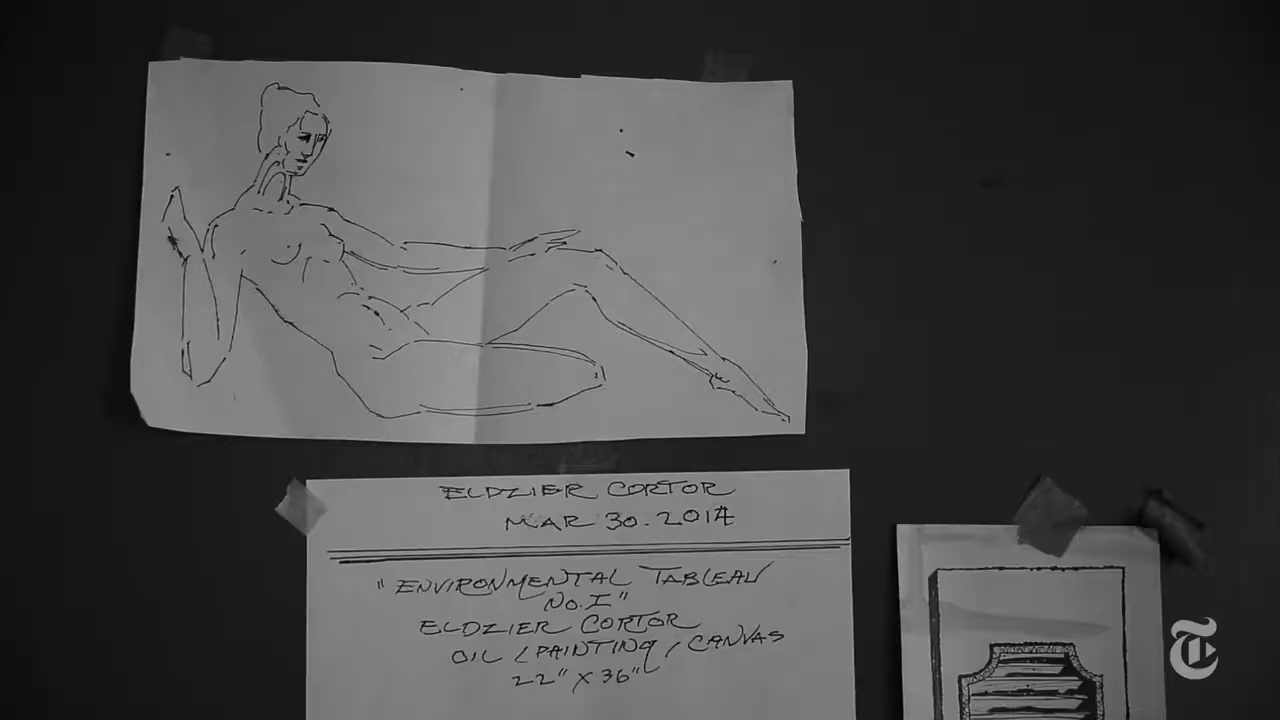 ELDZIER CORTOR
MAR 30. 2014
"ENVIRONMENTAL TABLEAU
NO. I"
ELDZIER CORTOR
OIL PAINTING / CANVAS
22" X 36"
T